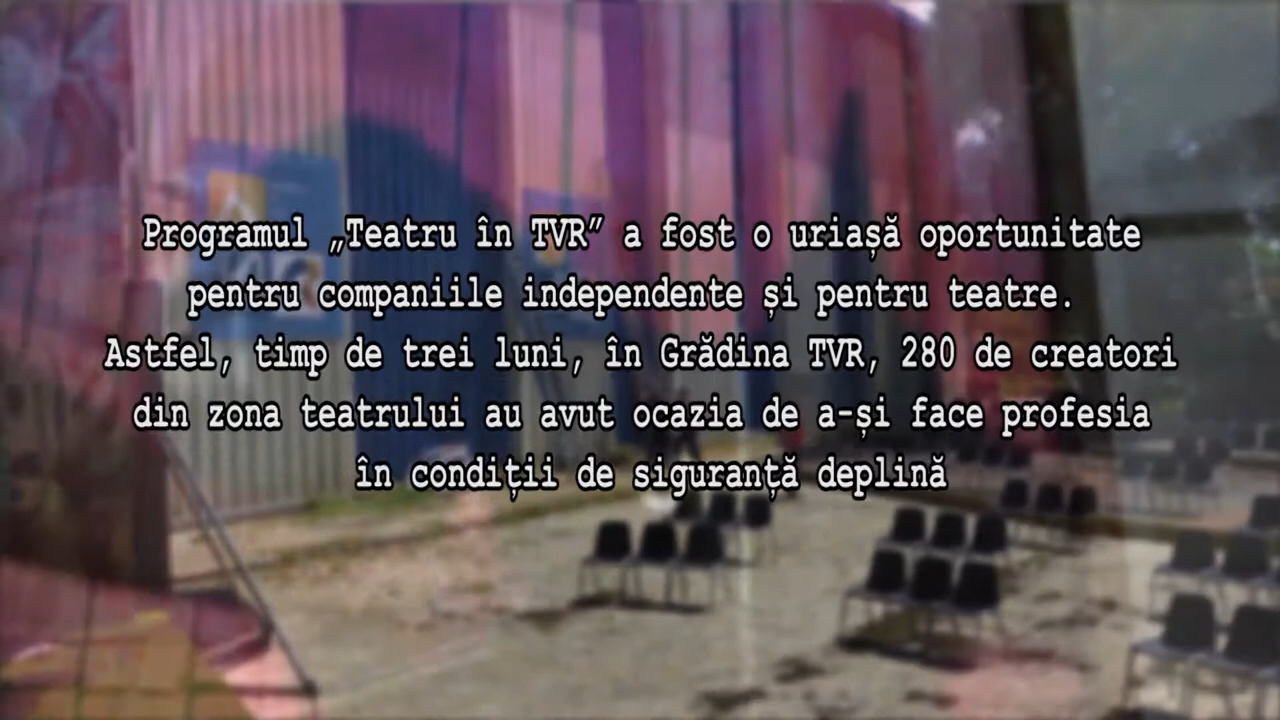 Programul „Teatru în TVR” a fost o uriașă oportunitate
pentru companiile independente și pentru teatre.
Astfel, timp de trei luni, în Grădina TVR, 280 de creatori
din zona teatrului au avut ocazia de a-și face profesia
în condiții de siguranță deplină